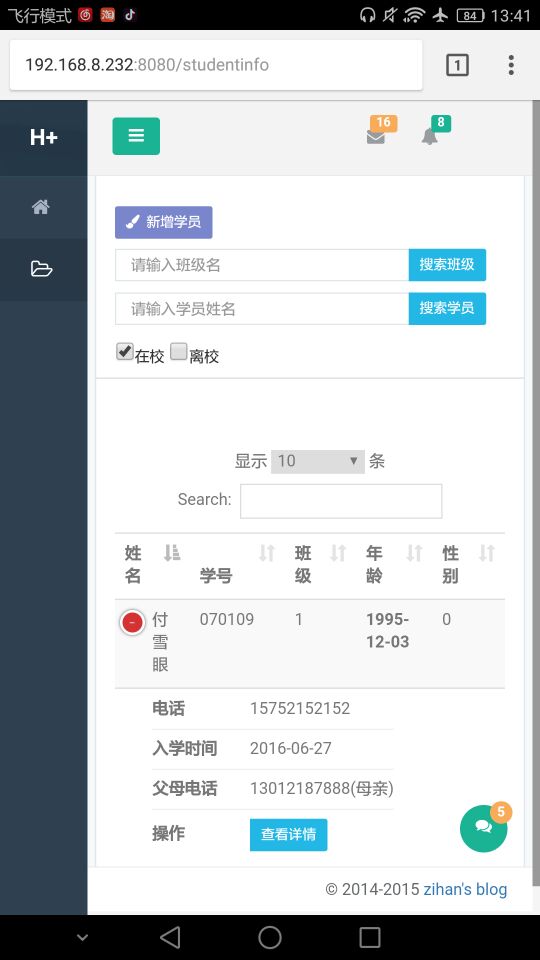 飞行模式 84 13:41
192.168.8.232:8080/studentinfo 1
H+ 16 8
新增学员
请输入班级名 搜索班级
请输入学员姓名 搜索学员
在校 离校
显示 10 条
Search:
姓名 学号 班级 年龄 性别
付雪眼 070109 1 1995-12-03 0
电话 15752152152
入学时间 2016-06-27
父母电话 13012187888(母亲)
5
操作 查看详情
© 2014-2015 zihan's blog